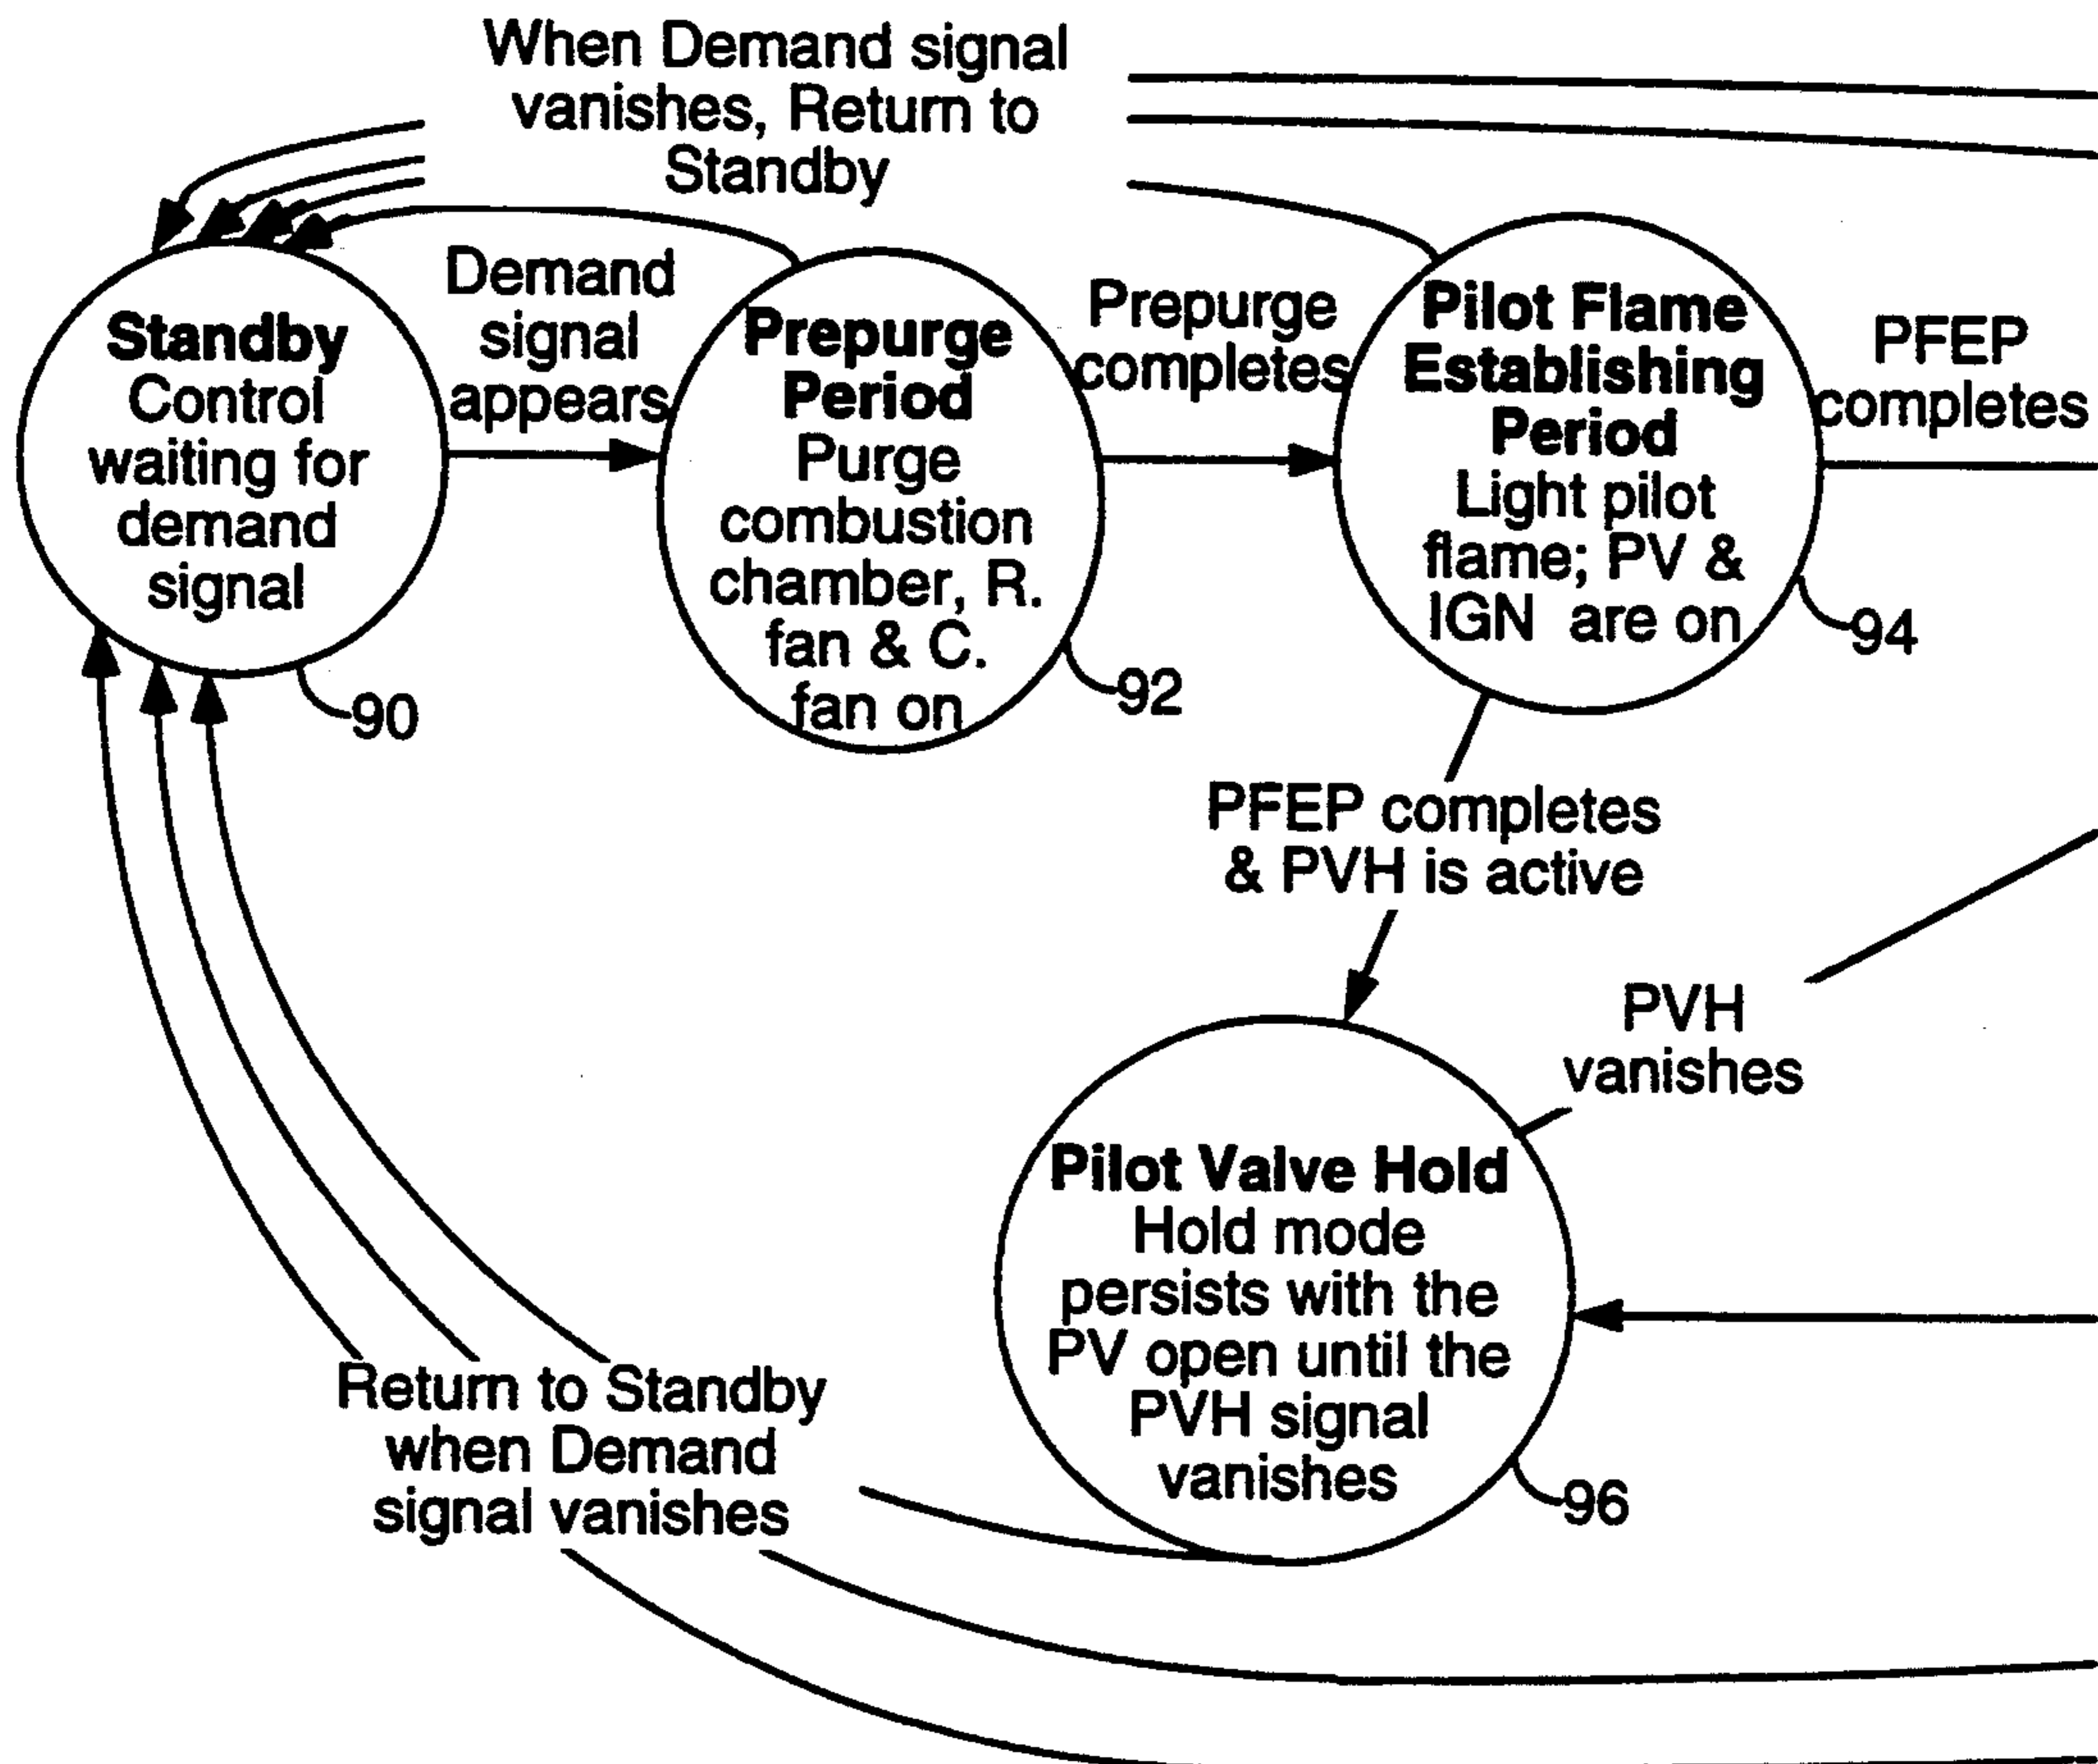 When Demand signal
vanishes, Return to
Standby
Demand
signal
appears
Standby
Control
waiting for
demand
signal
90
Prepurge
Period
Purge
combustion
chamber, R.
fan & C.
fan on
92
Prepurge
completes
Pilot Flame
Establishing
Period
Light pilot
flame; PV &
IGN are on
94
PFEP
completes
PFEP completes
& PVH is active
PVH
vanishes
Pilot Valve Hold
Hold mode
persists with the
PV open until the
PVH signal
vanishes
96
Return to Standby
when Demand
signal vanishes